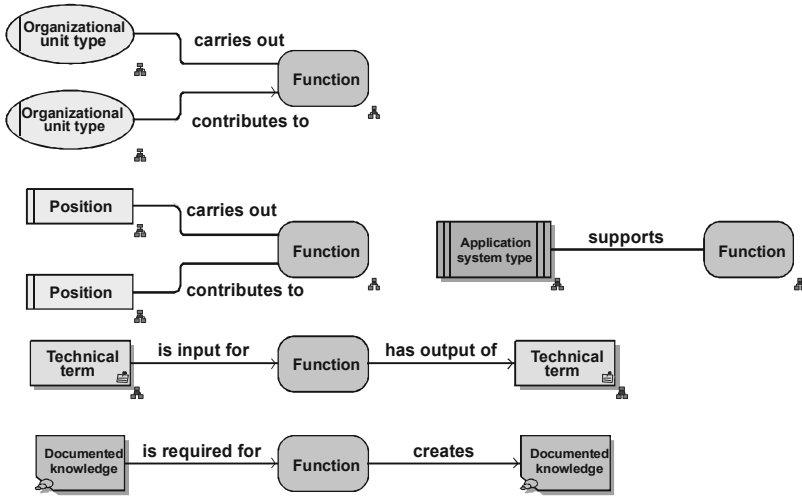 Organizational
unit type
carries out
Function
Organizational
unit type
contributes to
Position
carries out
Function
Position
contributes to
Application
system type
supports
Function
Technical
term
is input for
Function
has output of
Technical
term
Documented
knowledge
is required for
Function
creates
Documented
knowledge